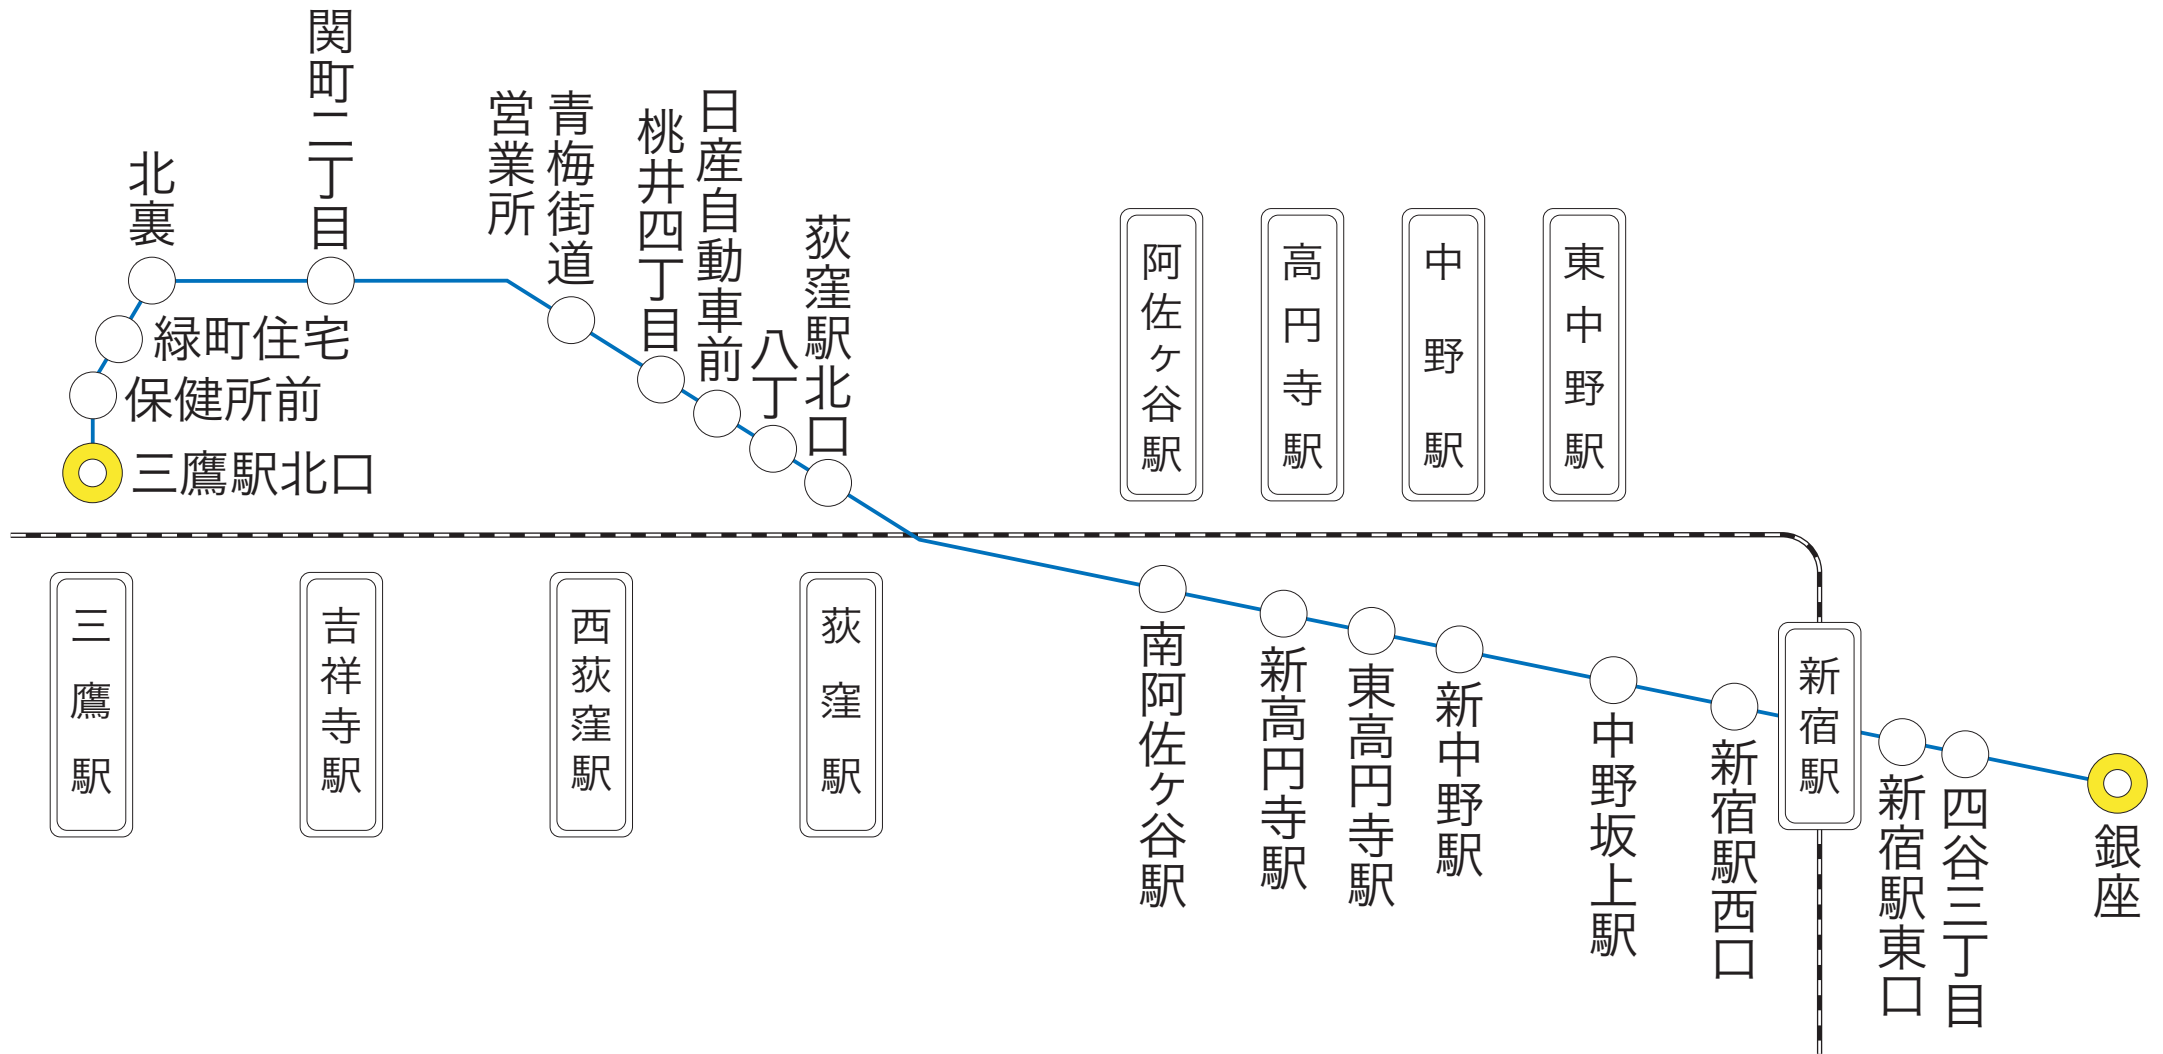 関町二丁目
北裏
青梅街道
営業所
桃井四丁目
日産自動車前
八丁
荻窪駅北口
緑町住宅
保健所前
三鷹駅北口
阿佐ヶ谷駅
高円寺駅
中野駅
東中野駅
三鷹駅
吉祥寺駅
西荻窪駅
荻窪駅
新宿駅
南阿佐ヶ谷駅
新高円寺駅
東高円寺駅
新中野駅
中野坂上駅
新宿駅西口
新宿駅東口
四谷三丁目
銀座